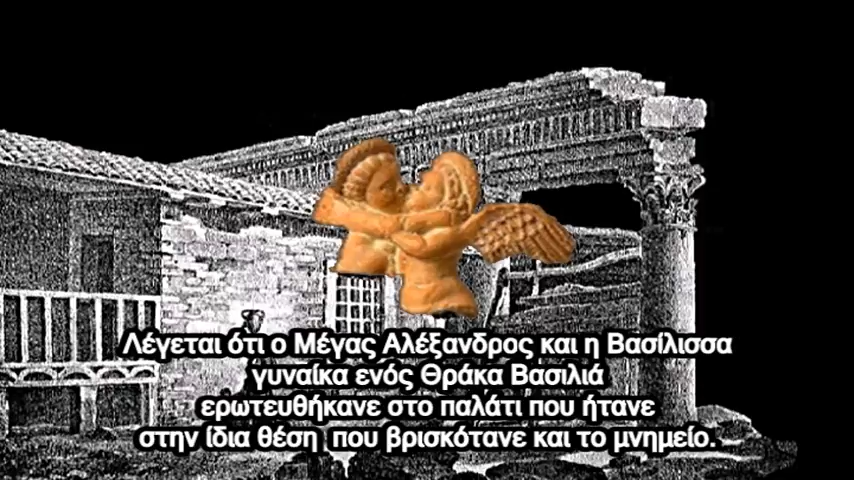 Λέγεται ότι ο Μέγας Αλέξανδρος και η Βασίλισσα
γυναίκα ενός Θράκα Βασιλιά
ερωτευθήκανε στο παλάτι που ήτανε
στην ίδια θέση που βρισκότανε και το μνημείο.